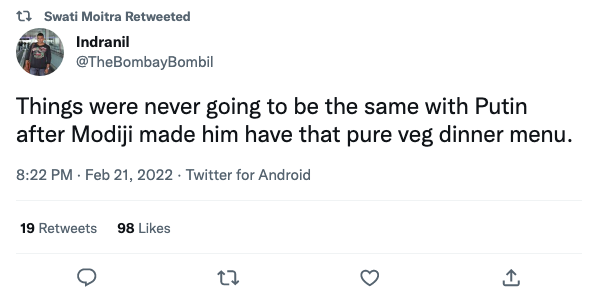 Swati Moitra Retweeted
Indranil
@TheBombayBombil
Things were never going to be the same with Putin
after Modiji made him have that pure veg dinner menu.
8:22 PM · Feb 21, 2022 · Twitter for Android
19 Retweets 98 Likes